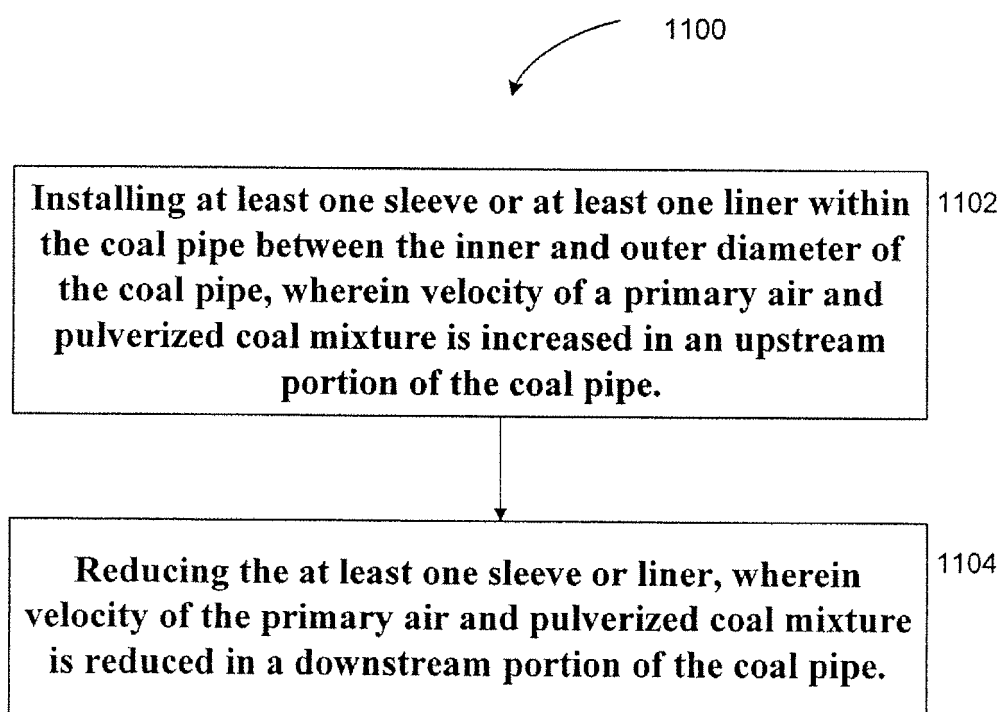 1100
Installing at least one sleeve or at least one liner within
1102
the coal pipe between the inner and outer diameter of
the coal pipe, wherein velocity of a primary air and
pulverized coal mixture is increased in an upstream
portion of the coal pipe.
Reducing the at least one sleeve or liner, wherein
1104
velocity of the primary air and pulverized coal mixture
is reduced in a downstream portion of the coal pipe.